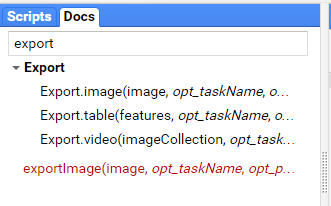 Scripts Docs
export
Export
Export.image(image, opt_taskName, o...
Export.table(features, opt_taskName, o...
Export.video(imageCollection, opt_task...
exportImage(image, opt_taskName, opt_p...